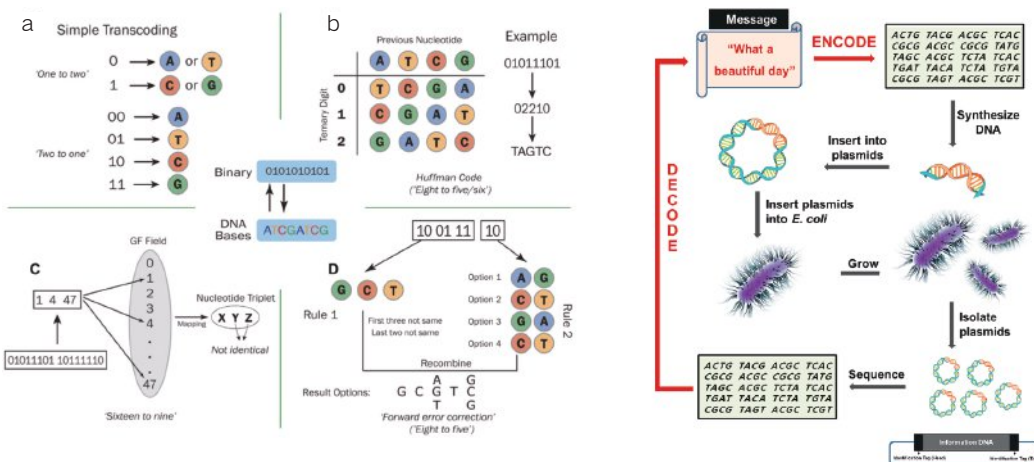 a
Simple Transcoding
'One to two'
0 A or T
1 C or G
'Two to one'
00 A
01 T
10 C
11 G
b
Previous Nucleotide
A T C G
Ternary Digit
0 T C G A
1 C G A T
2 G A T C
Huffman Code
('Eight to five/six')
Example
01011101
02210
TAGTC
Binary
0101010101
DNA
Bases
ATCGATCG
C
GF Field
0
1
2
3
4
.
.
.
47
1 4 47
01011101 10111110
Mapping
Nucleotide Triplet
X Y Z
Not identical
'Sixteen to nine'
D
10 01 11
10
G C T
Rule 1
First three not same
Last two not same
Option 1 A G
Option 2 C T
Option 3 G A
Option 4 C T
Rule 2
Recombine
Result Options:
A G
G C G T G
G C
T G
'Forward error correction'
('Eight to five')
Message
"What a
beautiful day"
ENCODE
ACTG TACG ACGC TCAC
CGCG ACGC CGCG TATG
TAGC ACGC TCTA TCAC
TGAT TACA TCTA TGTA
CGCG TAGT ACGC TCGT
Synthesize
DNA
Insert into
plasmids
Insert plasmids
into E. coli
Grow
Isolate
plasmids
Sequence
ACTG TACG ACGC TCAC
CGCG ACGC CGCG TATG
TAGC ACGC TCTA TCAC
TGAT TACA TCTA TGTA
CGCG TAGT ACGC TCGT
DECODE
Information DNA
Identification Tag
Identification Tag